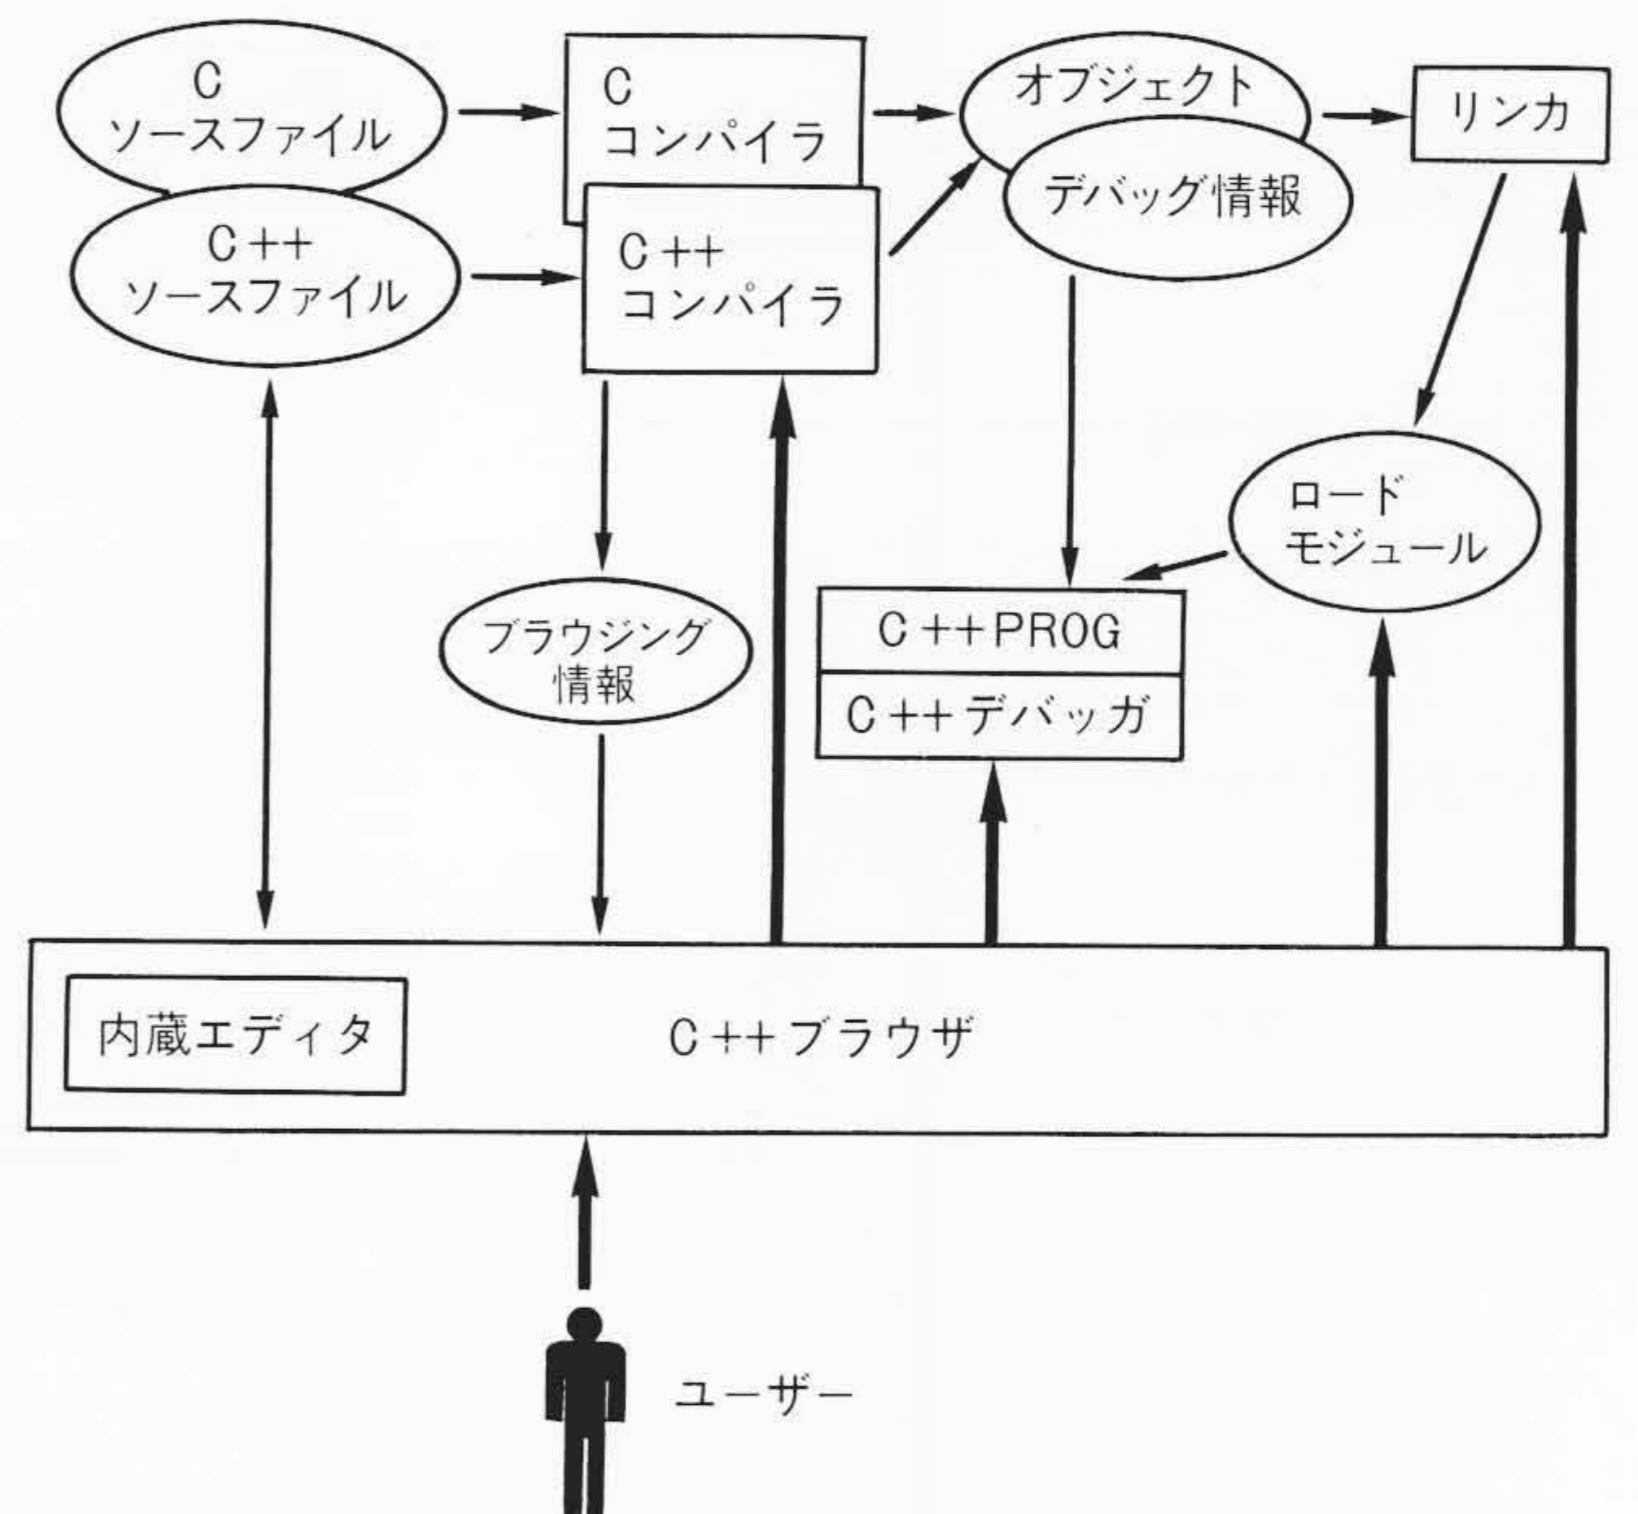 C
ソースファイル
C++
ソースファイル
C
コンパイラ
C++
コンパイラ
オブジェクト
デバッグ情報
リンカ
ロード
モジュール
ブラウジング
情報
C++PROG
C++デバッガ
内蔵エディタ
C++ブラウザ
ユーザー